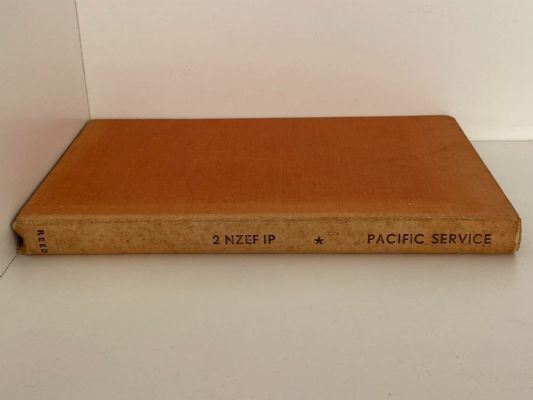 PACIFIC SERVICE * 2 NZEF IP
REED